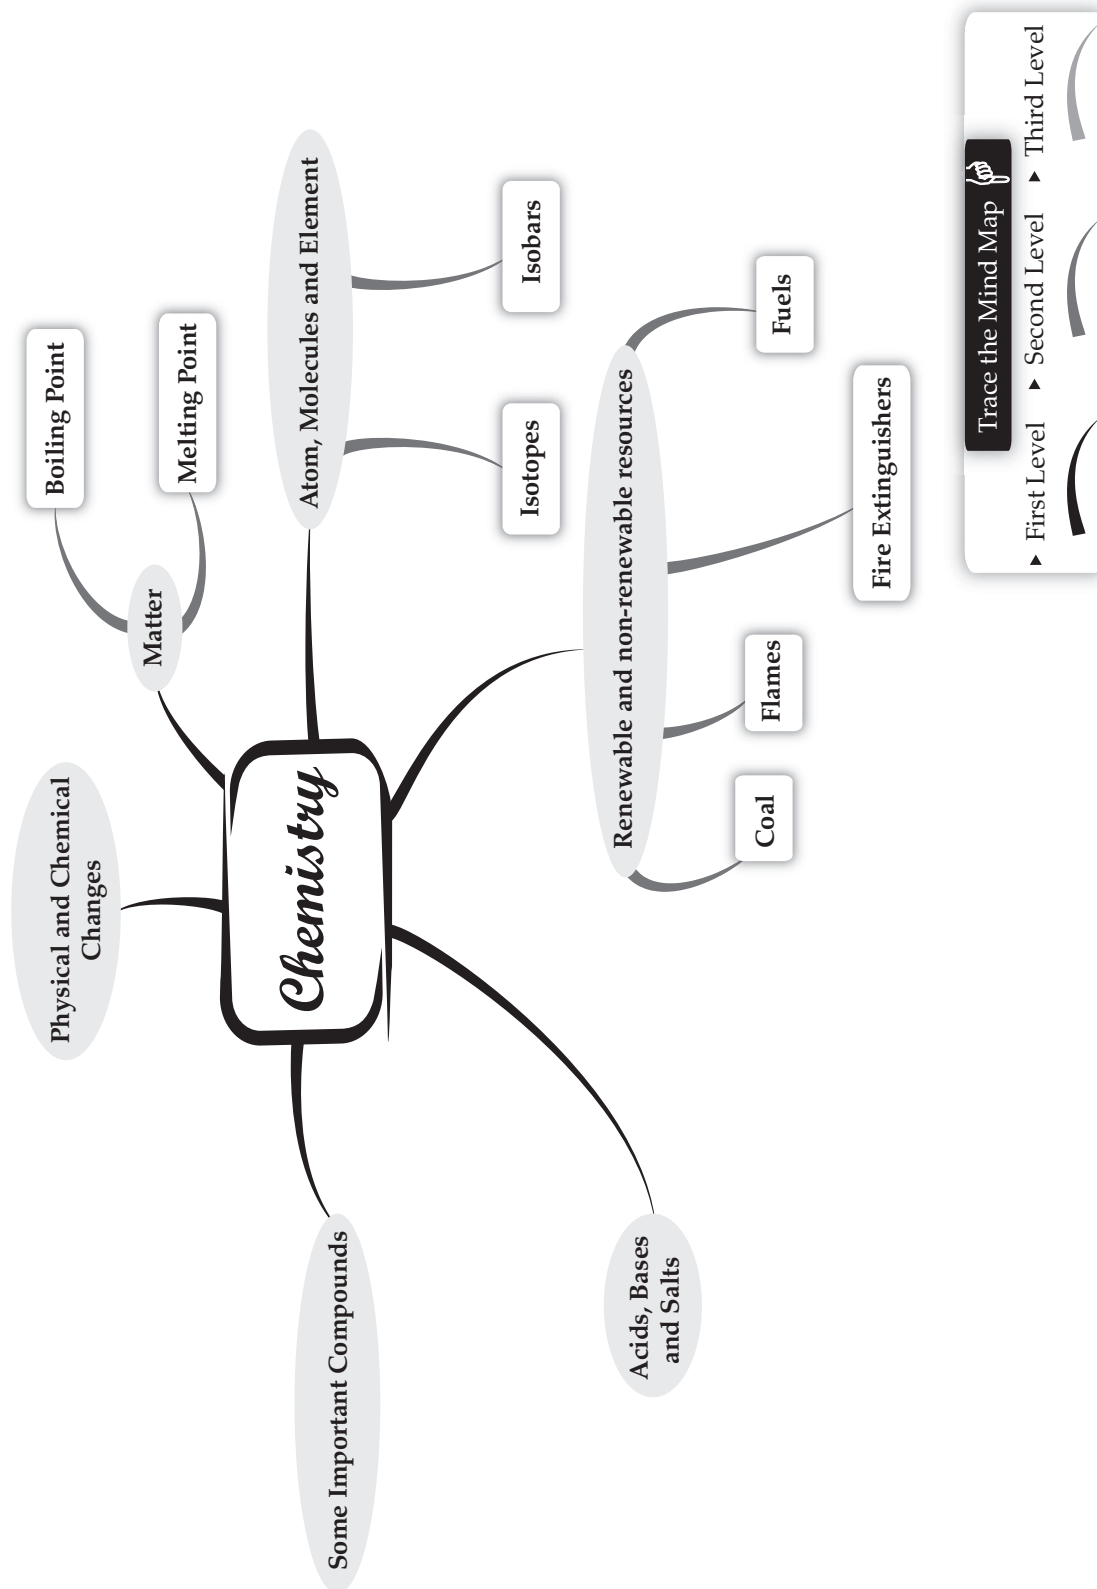 Physical and Chemical
Changes
Matter
Boiling Point
Melting Point
Chemistry
Atom, Molecules and Element
Isotopes
Isobars
Some Important Compounds
Acids, Bases
and Salts
Renewable and non-renewable resources
Coal
Flames
Fire Extinguishers
Fuels
Trace the Mind Map
▶ First Level ▶ Second Level ▶ Third Level